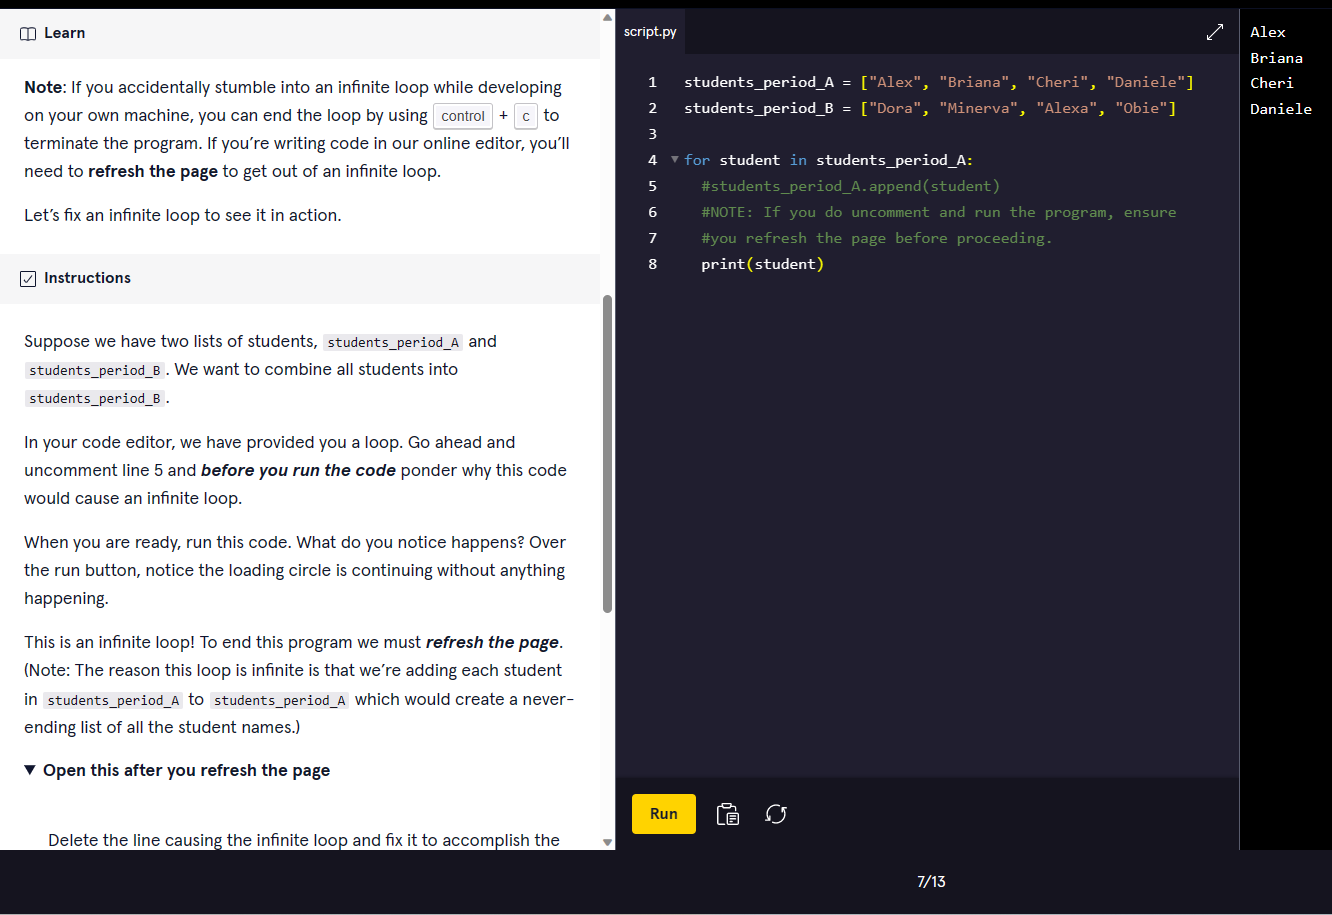 Learn
Note: If you accidentally stumble into an infinite loop while developing
on your own machine, you can end the loop by using control + c to
terminate the program. If you’re writing code in our online editor, you’ll
need to refresh the page to get out of an infinite loop.
Let’s fix an infinite loop to see it in action.
Instructions
Suppose we have two lists of students, students_period_A and
students_period_B. We want to combine all students into
students_period_B.
In your code editor, we have provided you a loop. Go ahead and
uncomment line 5 and before you run the code ponder why this code
would cause an infinite loop.
When you are ready, run this code. What do you notice happens? Over
the run button, notice the loading circle is continuing without anything
happening.
This is an infinite loop! To end this program we must refresh the page.
(Note: The reason this loop is infinite is that we’re adding each student
in students_period_A to students_period_A which would create a never-
ending list of all the student names.)
▼ Open this after you refresh the page
Delete the line causing the infinite loop and fix it to accomplish the
script.py
1 students_period_A = ["Alex", "Briana", "Cheri", "Daniele"]
2 students_period_B = ["Dora", "Minerva", "Alexa", "Obie"]
3
4 for student in students_period_A:
5 #students_period_A.append(student)
6 #NOTE: If you do uncomment and run the program, ensure
7 #you refresh the page before proceeding.
8 print(student)
Run
Alex
Briana
Cheri
Daniele
7/13